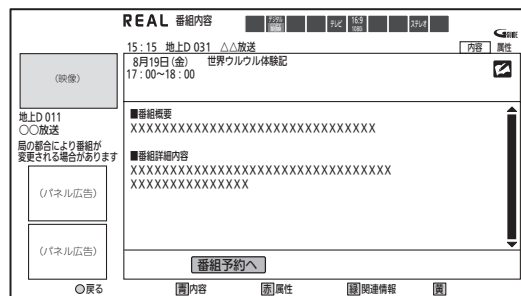 REAL 番組内容
テレビ
16:9
1080i
ステレオ
G-GUIDE
15:15 地上D 031 △△放送
内容 属性
8月19日(金) 世界ウルウル体験記
17:00~18:00
(映像)
地上D 011
○○放送
局の都合により番組が
変更される場合があります
(パネル広告)
(パネル広告)
■番組概要
XXXXXXXXXXXXXXXXXXXXXXXXXXXXXX
■番組詳細内容
XXXXXXXXXXXXXXXXXXXXXXXXXXXXXXXX
XXXXXXXXXXXXXXX
番組予約へ
○戻る 青内容 赤属性 緑関連情報 黄